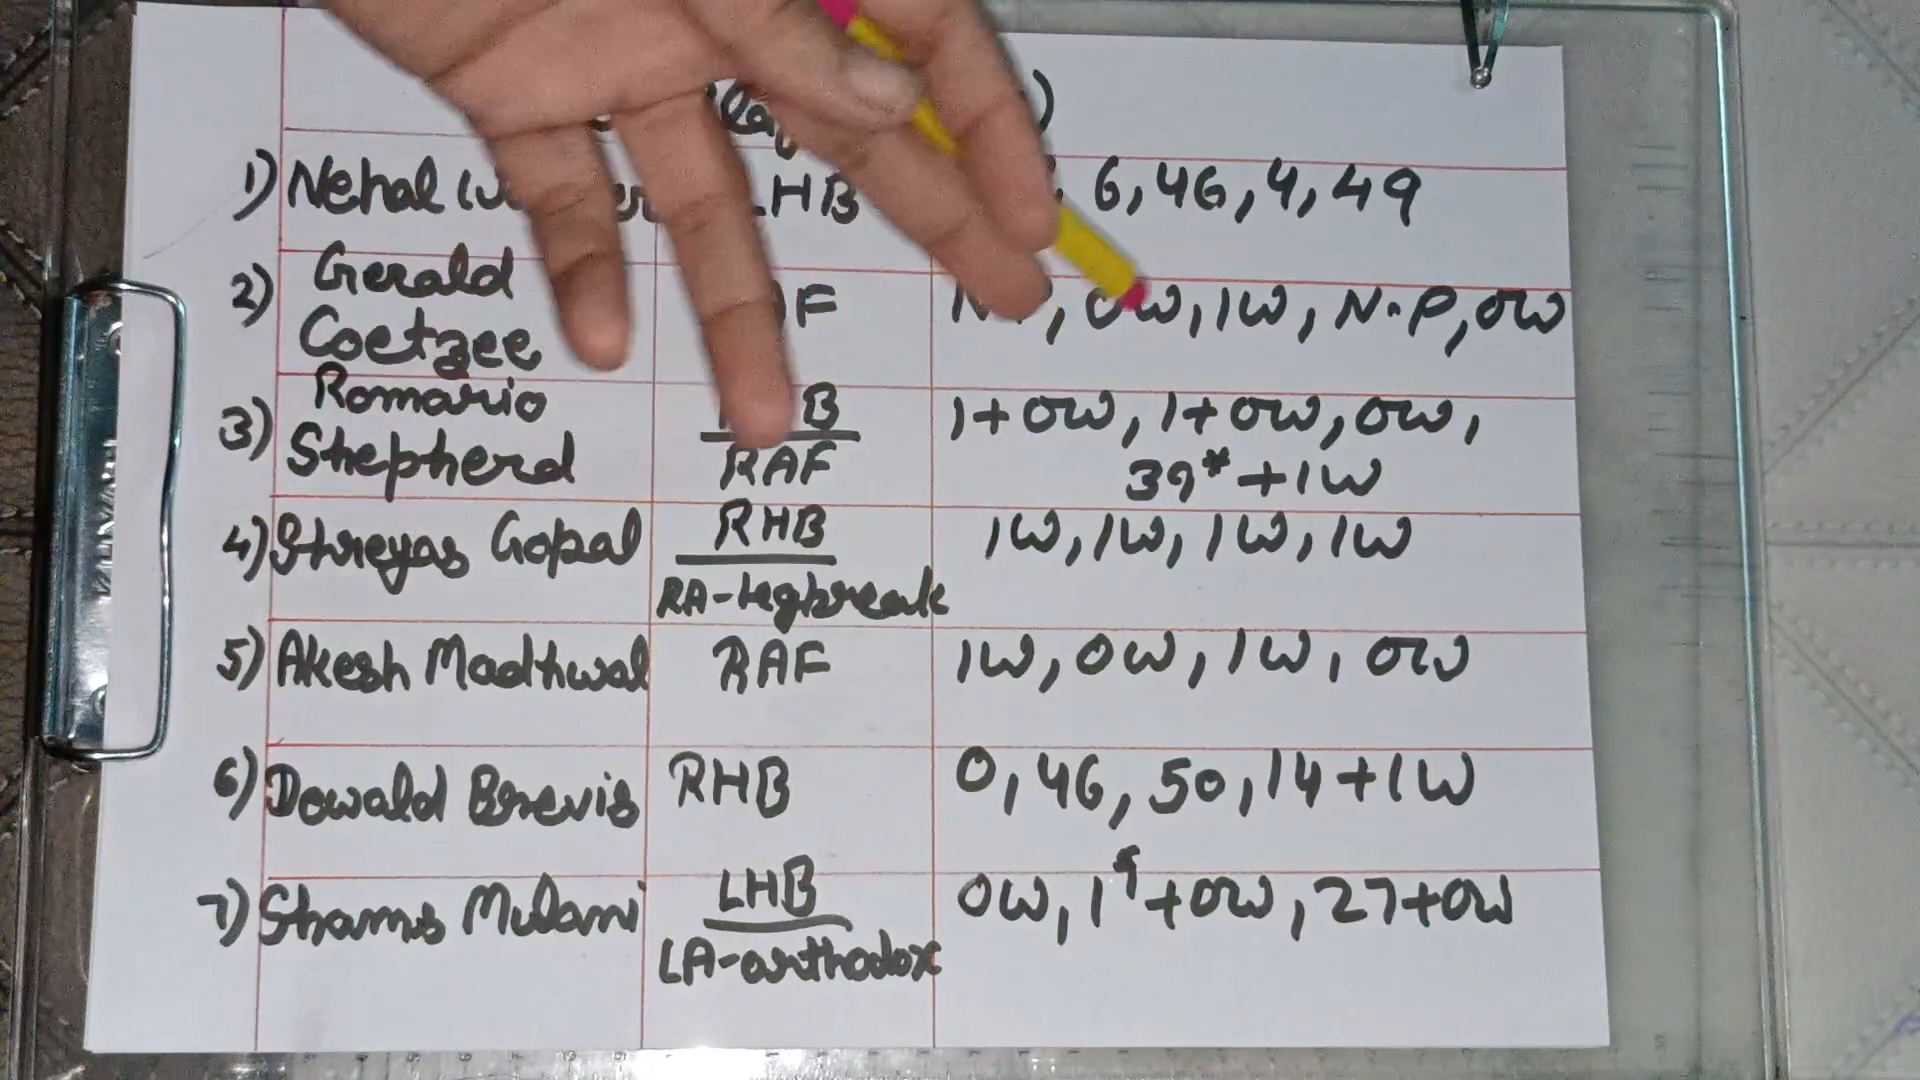 1) Nehal LHB 6, 46, 4, 49
2) Gerald
Coetzee , 0W, 1W, N.P, 0W
3) Romario
Shepherd RAF 1+0W, 1+0W, 0W,
39*+1W
4) Shreyas Gopal RHB 1W, 1W, 1W, 1W
RA-legbreak
5) Akesh Madhwal RAF 1W, 0W, 1W, 0W
6) Dewald Brevis RHB 0, 46, 50, 14+1W
7) Shams Mulani LHB 0W, 1*+0W, 27+0W
LA-orthodox